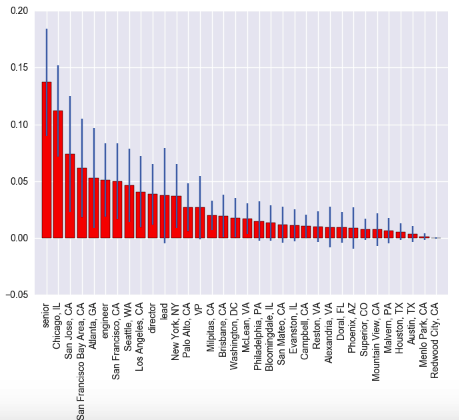 0.20
0.15
0.10
0.05
0.00
−0.05
senior
Chicago, IL
San Jose, CA
San Francisco Bay Area, CA
Atlanta, GA
engineer
San Francisco, CA
Seattle, WA
Los Angeles, CA
director
lead
New York, NY
Palo Alto, CA
VP
Milpitas, CA
Brisbane, CA
Washington, DC
McLean, VA
Philadelphia, PA
Bloomingdale, IL
San Mateo, CA
Evanston, IL
Campbell, CA
Reston, VA
Alexandria, VA
Doral, FL
Phoenix, AZ
Superior, CO
Mountain View, CA
Malvern, PA
Houston, TX
Austin, TX
Menlo Park, CA
Redwood City, CA